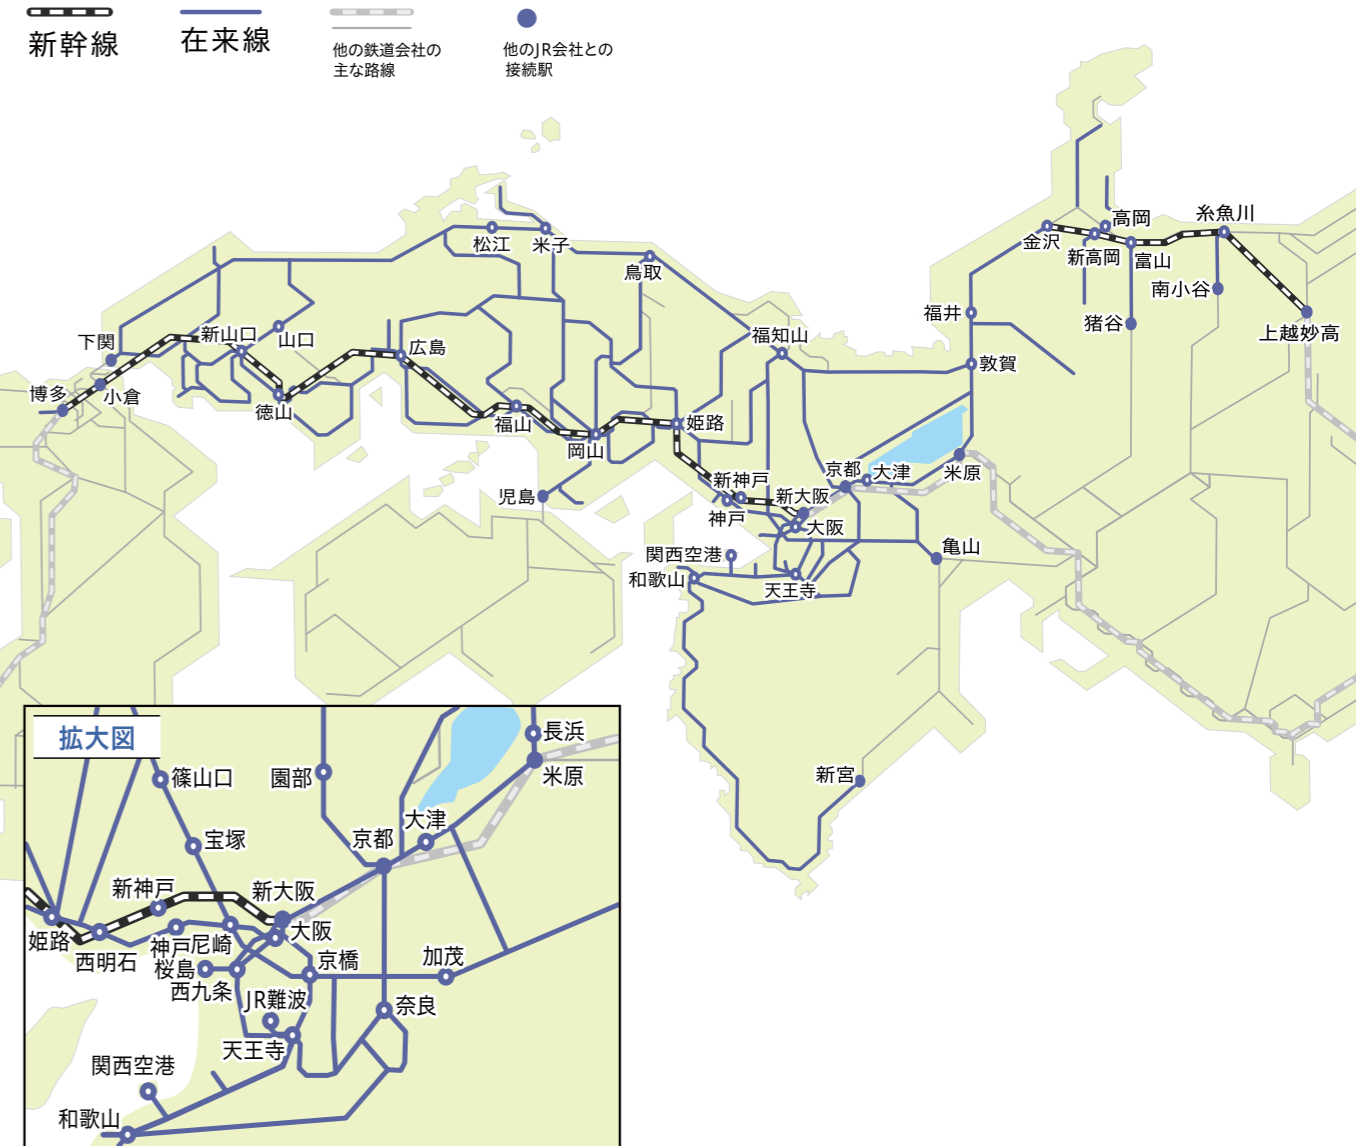 新幹線
在来線
他の鉄道会社の
主な路線
他のJR会社との
接続駅
高岡
糸魚川
金沢
新高岡
富山
松江
米子
鳥取
南小谷
福井
猪谷
上越妙高
下関
新山口
山口
広島
福知山
敦賀
博多
小倉
徳山
福山
岡山
姫路
児島
新神戸
神戸
新大阪
大阪
京都
大津
米原
亀山
関西空港
和歌山
天王寺
新宮
拡大図
長浜
米原
篠山口
園部
大津
京都
宝塚
新神戸
新大阪
姫路
西明石
神戸
尼崎
大阪
桜島
西九条
京橋
加茂
JR難波
奈良
天王寺
関西空港
和歌山